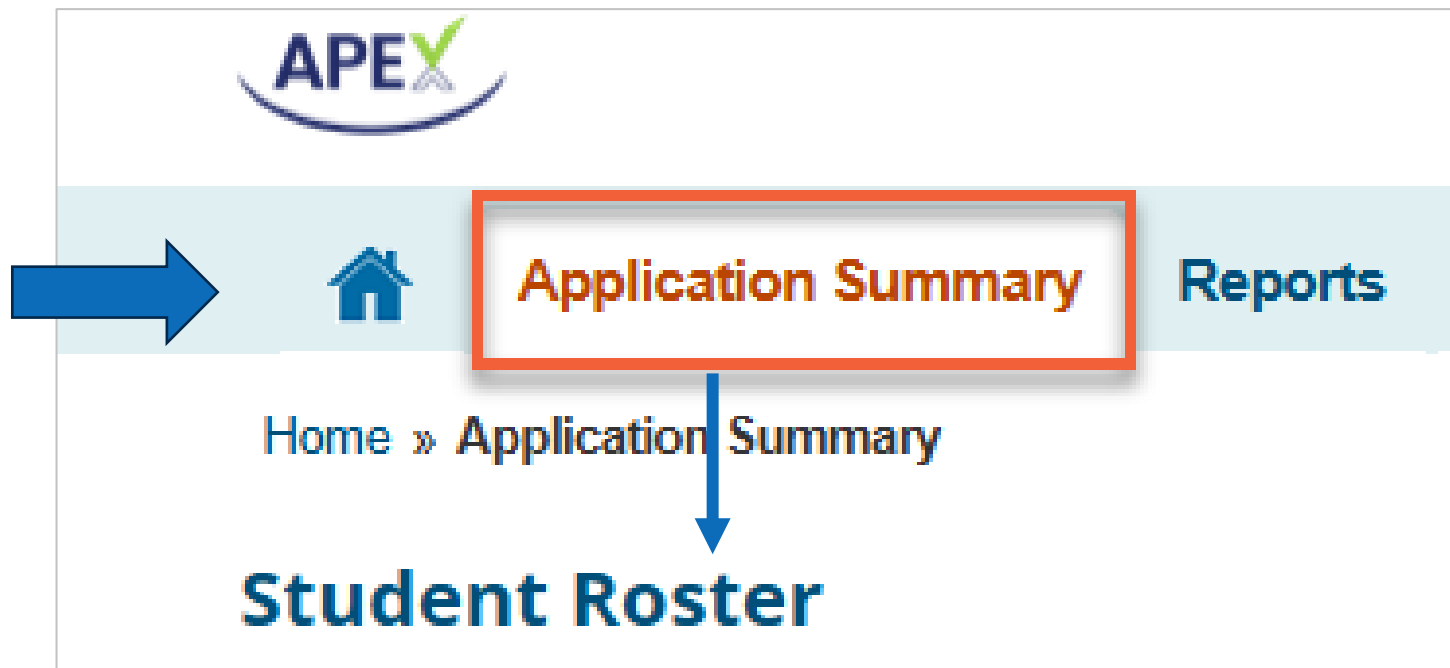 APEX
Application Summary Reports
Home » Application Summary
Student Roster